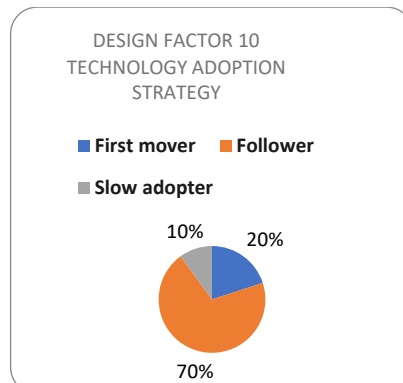 DESIGN FACTOR 10
TECHNOLOGY ADOPTION
STRATEGY
First mover Follower
Slow adopter
10% 20%
70%